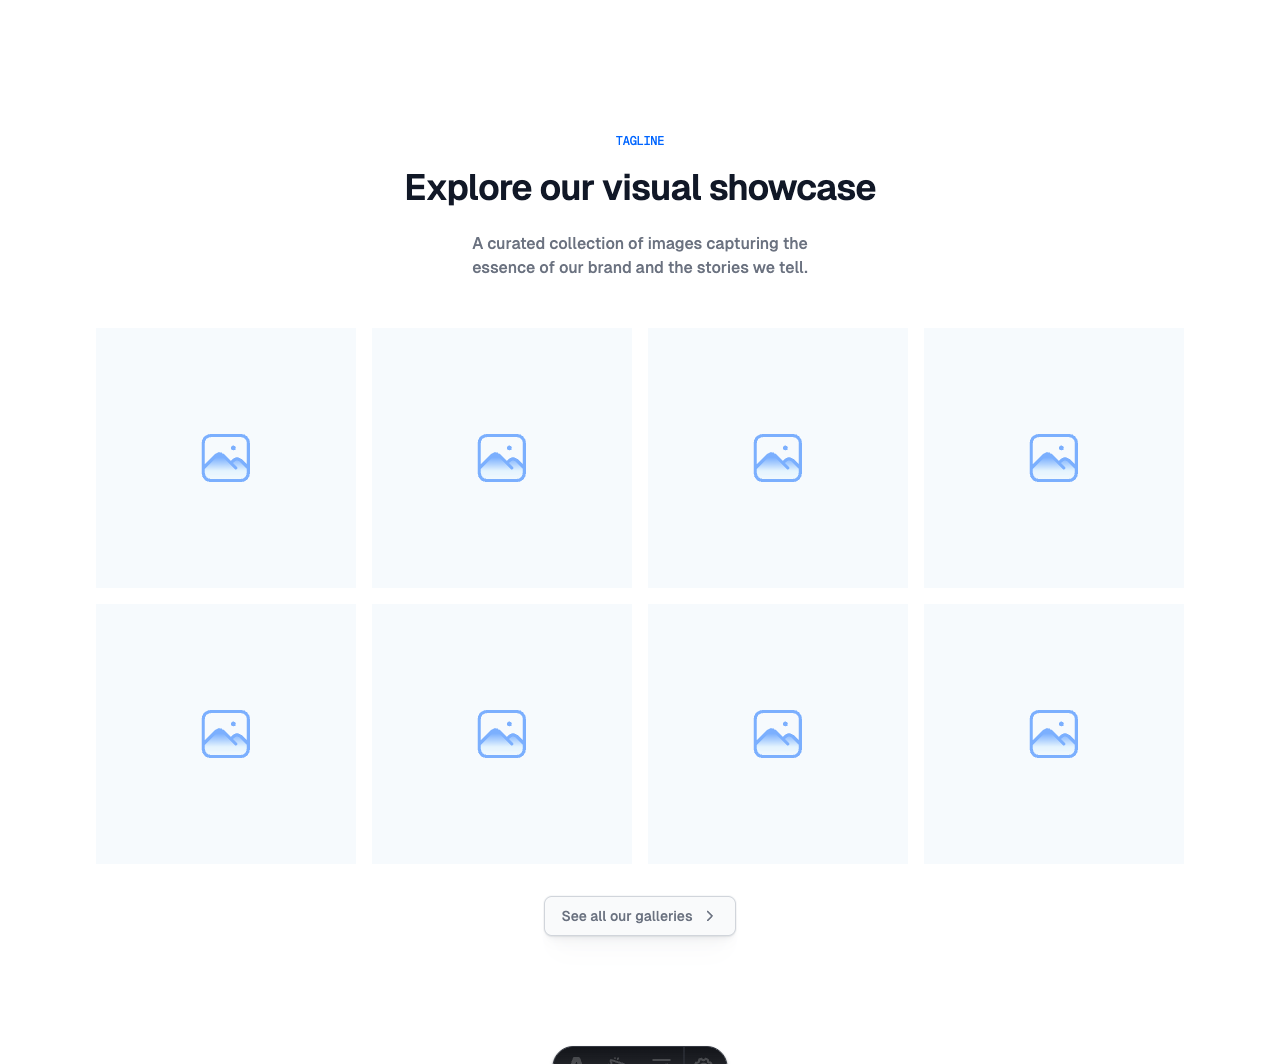 TAGLINE
Explore our visual showcase
A curated collection of images capturing the
essence of our brand and the stories we tell.
See all our galleries